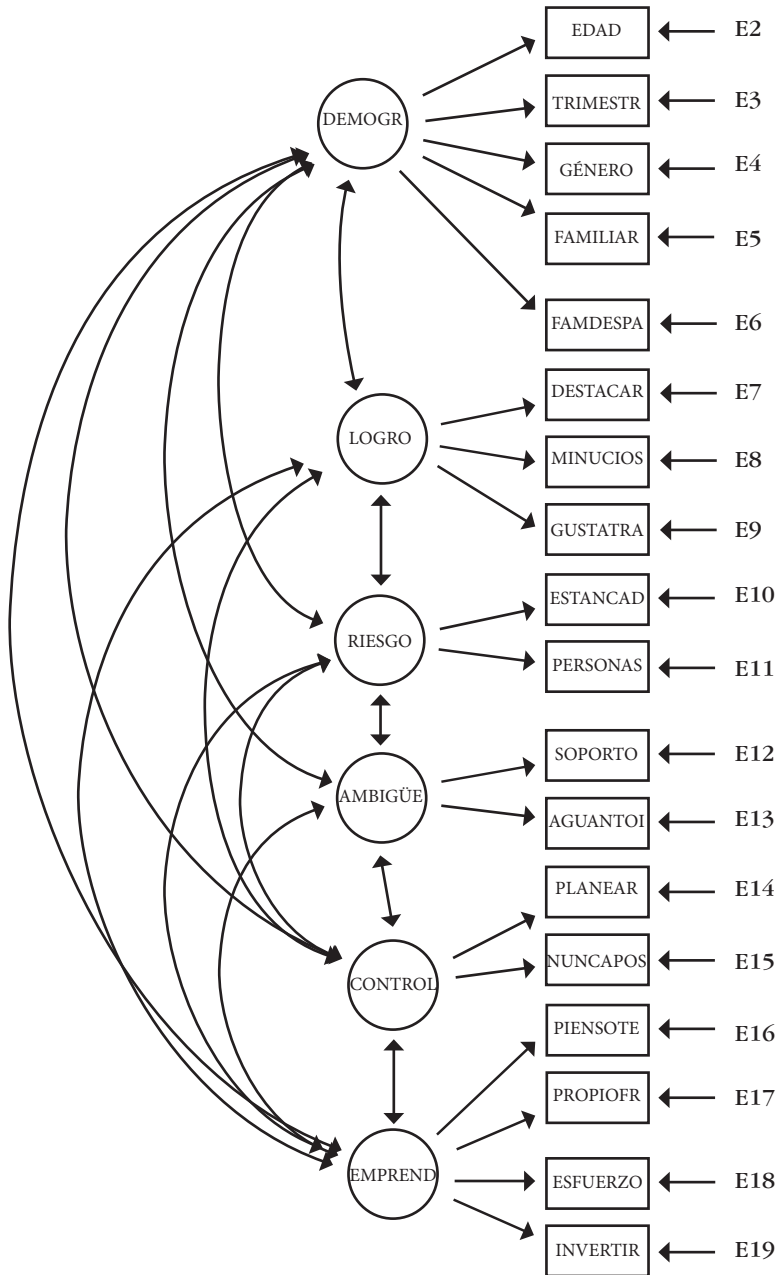 EDAD
E2
DEMOGR
TRIMESTR
E3
GÉNERO
E4
FAMILIAR
E5
FAMDESPA
E6
DESTACAR
E7
LOGRO
MINUCIOS
E8
GUSTATRA
E9
ESTANCAD
E10
RIESGO
PERSONAS
E11
SOPORTO
E12
AMBIGÜE
AGUANTOI
E13
PLANEAR
E14
CONTROL
NUNCAPOS
E15
PIENSOTE
E16
PROPIOFR
E17
EMPREND
ESFUERZO
E18
INVERTIR
E19